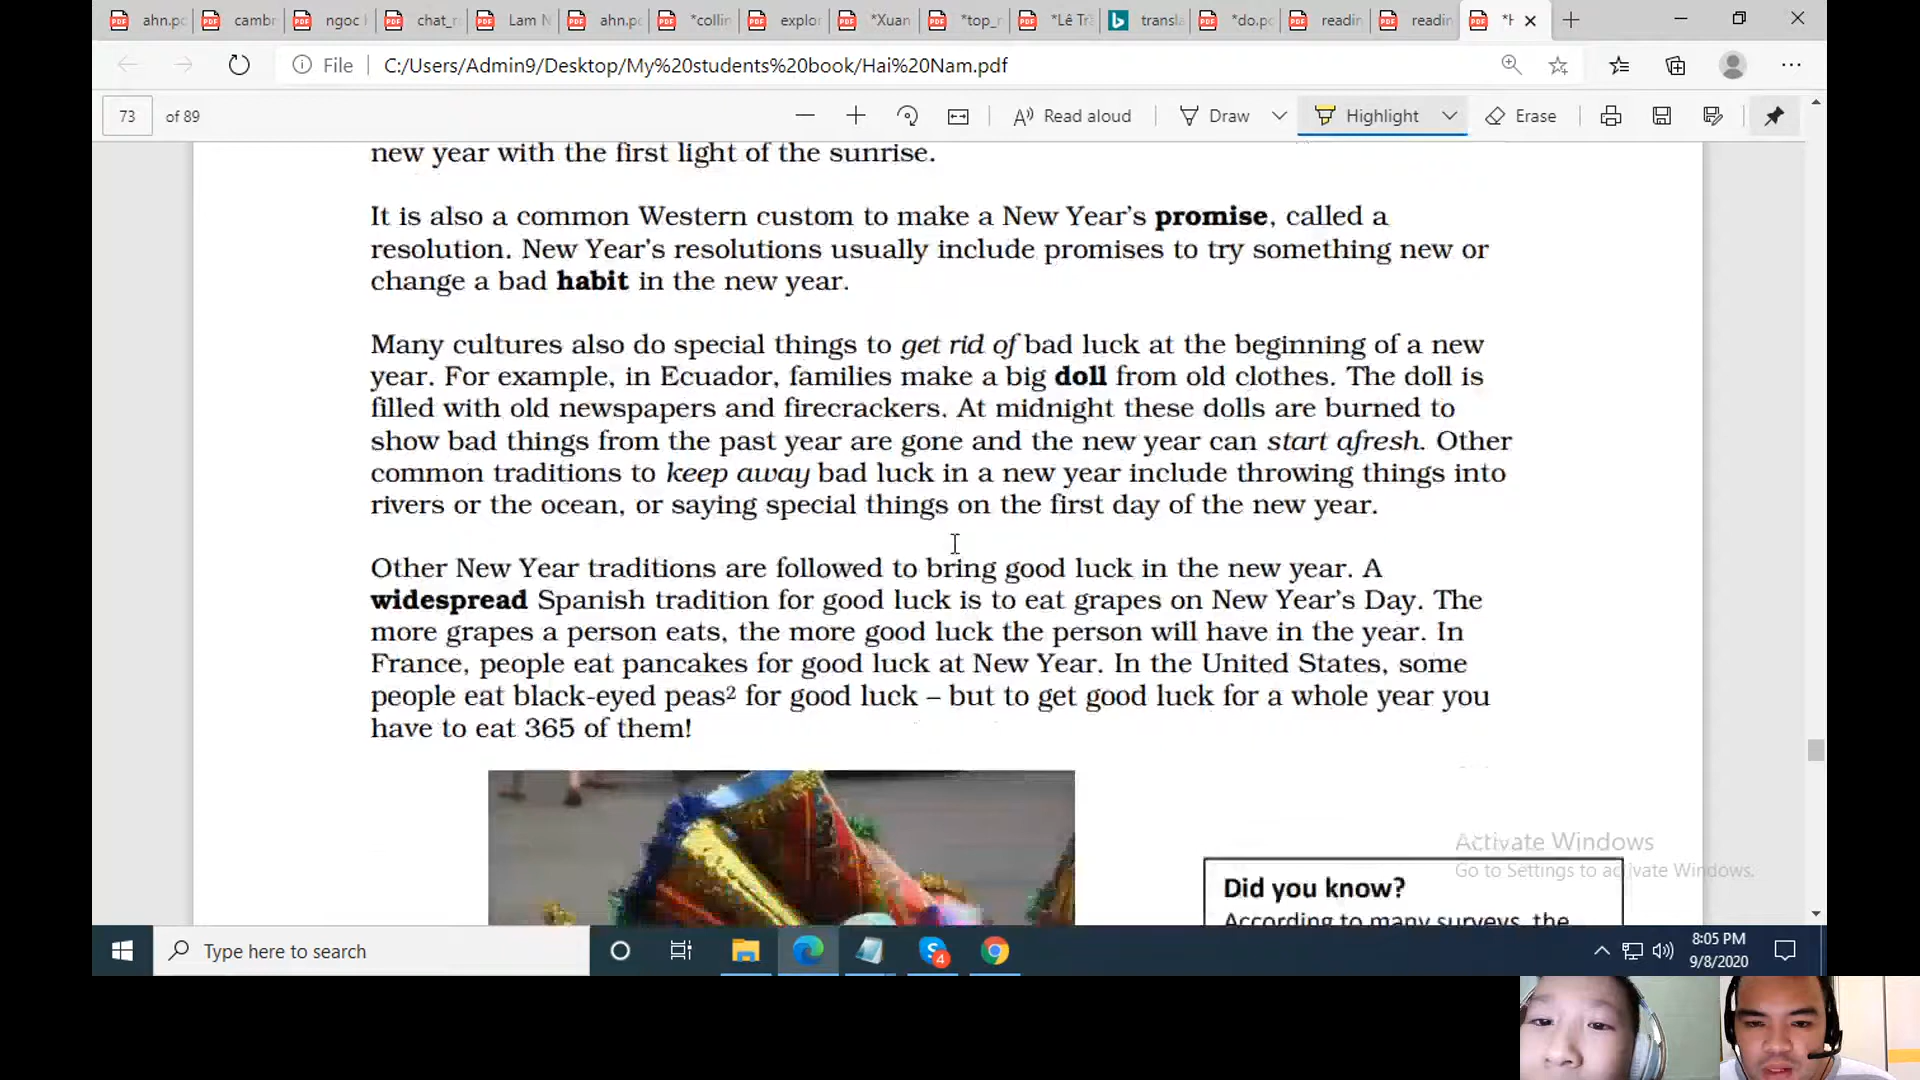 ahn.pc
cambr
ngoc
chat_
Lam N
ahn.pc
*collin
explor
*Xuan
*top_
*Lê Tr
transla
*do.pc
readin
readin
File C:/Users/Admin9/Desktop/My%20students%20book/Hai%20Nam.pdf
73 of 89 Read aloud Draw Highlight Erase
new year with the first light of the sunrise.
It is also a common Western custom to make a New Year's promise, called a
resolution. New Year's resolutions usually include promises to try something new or
change a bad habit in the new year.
Many cultures also do special things to get rid of bad luck at the beginning of a new
year. For example, in Ecuador, families make a big doll from old clothes. The doll is
filled with old newspapers and firecrackers. At midnight these dolls are burned to
show bad things from the past year are gone and the new year can start afresh. Other
common traditions to keep away bad luck in a new year include throwing things into
rivers or the ocean, or saying special things on the first day of the new year.
Other New Year traditions are followed to bring good luck in the new year. A
widespread Spanish tradition for good luck is to eat grapes on New Year's Day. The
more grapes a person eats, the more good luck the person will have in the year. In
France, people eat pancakes for good luck at New Year. In the United States, some
people eat black-eyed peas² for good luck – but to get good luck for a whole year you
have to eat 365 of them!
Activate Windows
Go to Settings to activate Windows.
Did you know?
According to many surveys, the
Type here to search
4
8:05 PM
9/8/2020